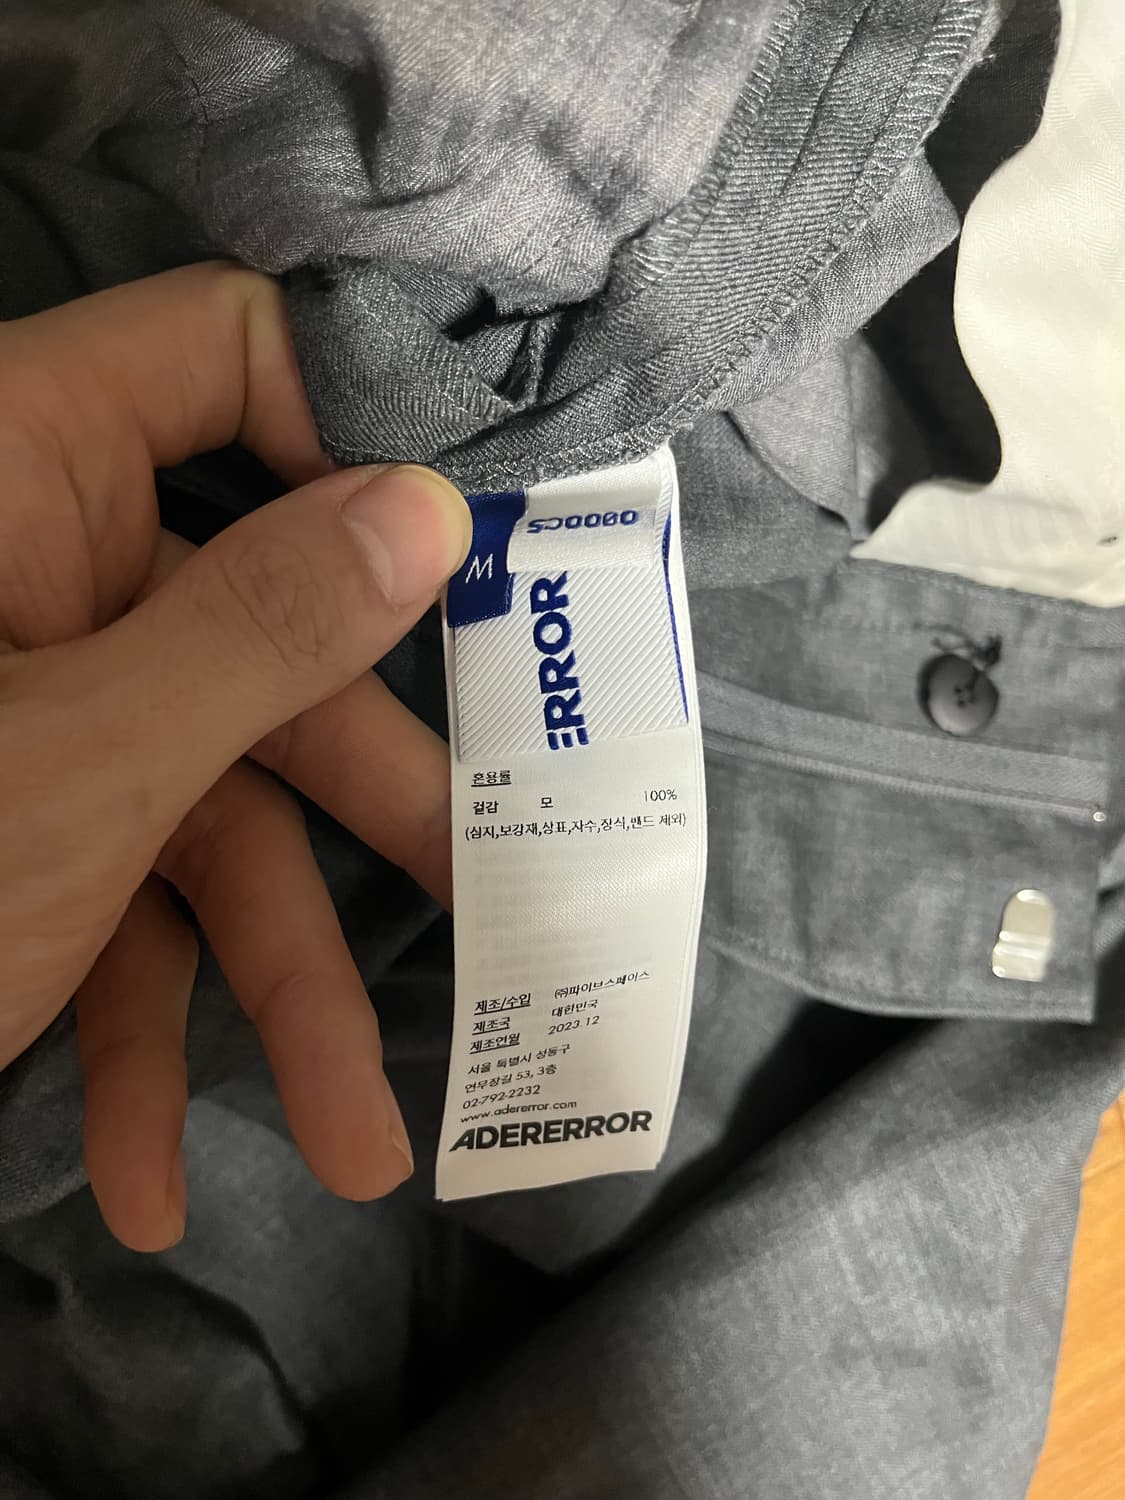 M
ERROR
혼용률
겉감 모 100%
(심지,보강재,상표,자수,장식,밴드 제외)
제조/수입 ㈜파이브스페이스
제조국 대한민국
제조연월 2023.12
서울 특별시 성동구
연무장길 53, 3층
02-792-2232
www.adererror.com
ADERERROR